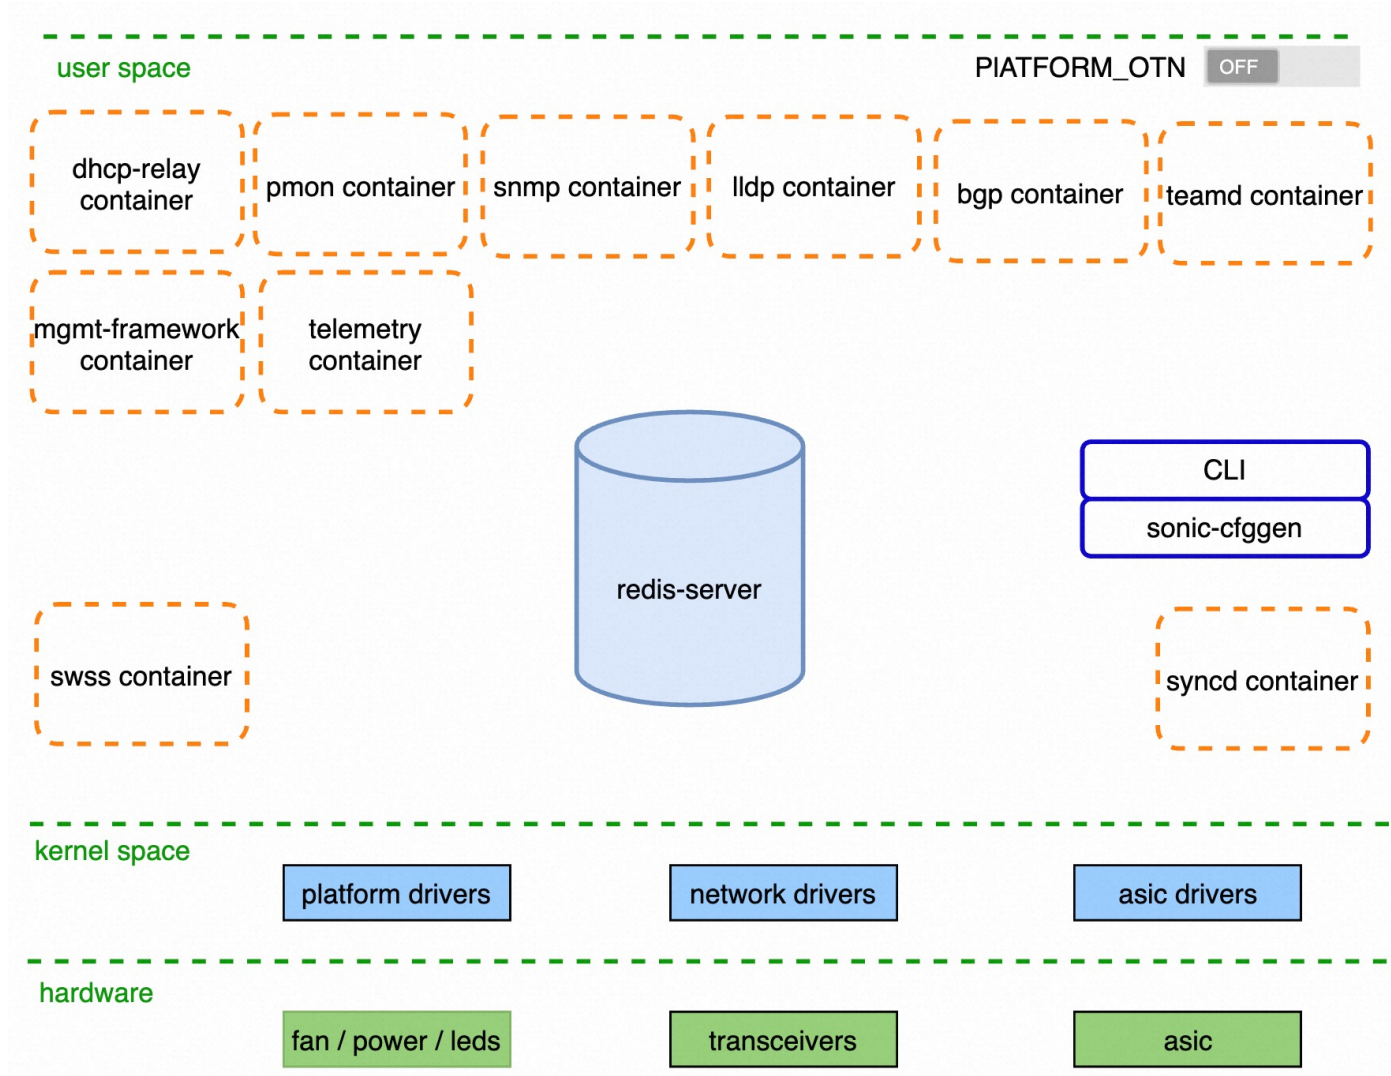 user space
PlATFORM_OTN
OFF
dhcp-relay
container
pmon container
snmp container
lldp container
bgp container
teamd container
mgmt-framework
container
telemetry
container
CLI
sonic-cfggen
redis-server
swss container
syncd container
kernel space
platform drivers
network drivers
asic drivers
hardware
fan / power / leds
transceivers
asic